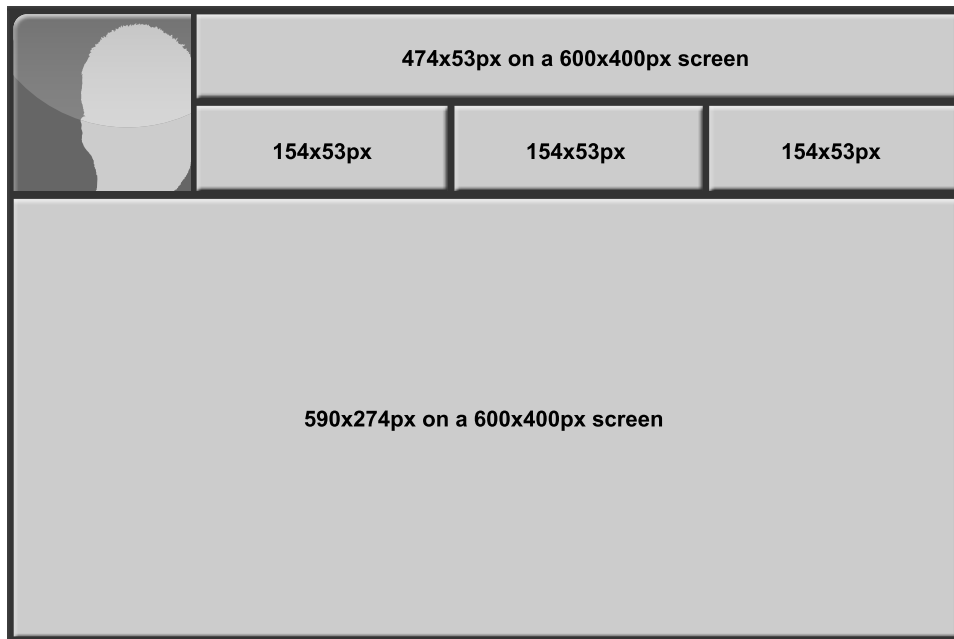 474x53px on a 600x400px screen
154x53px 154x53px 154x53px
590x274px on a 600x400px screen